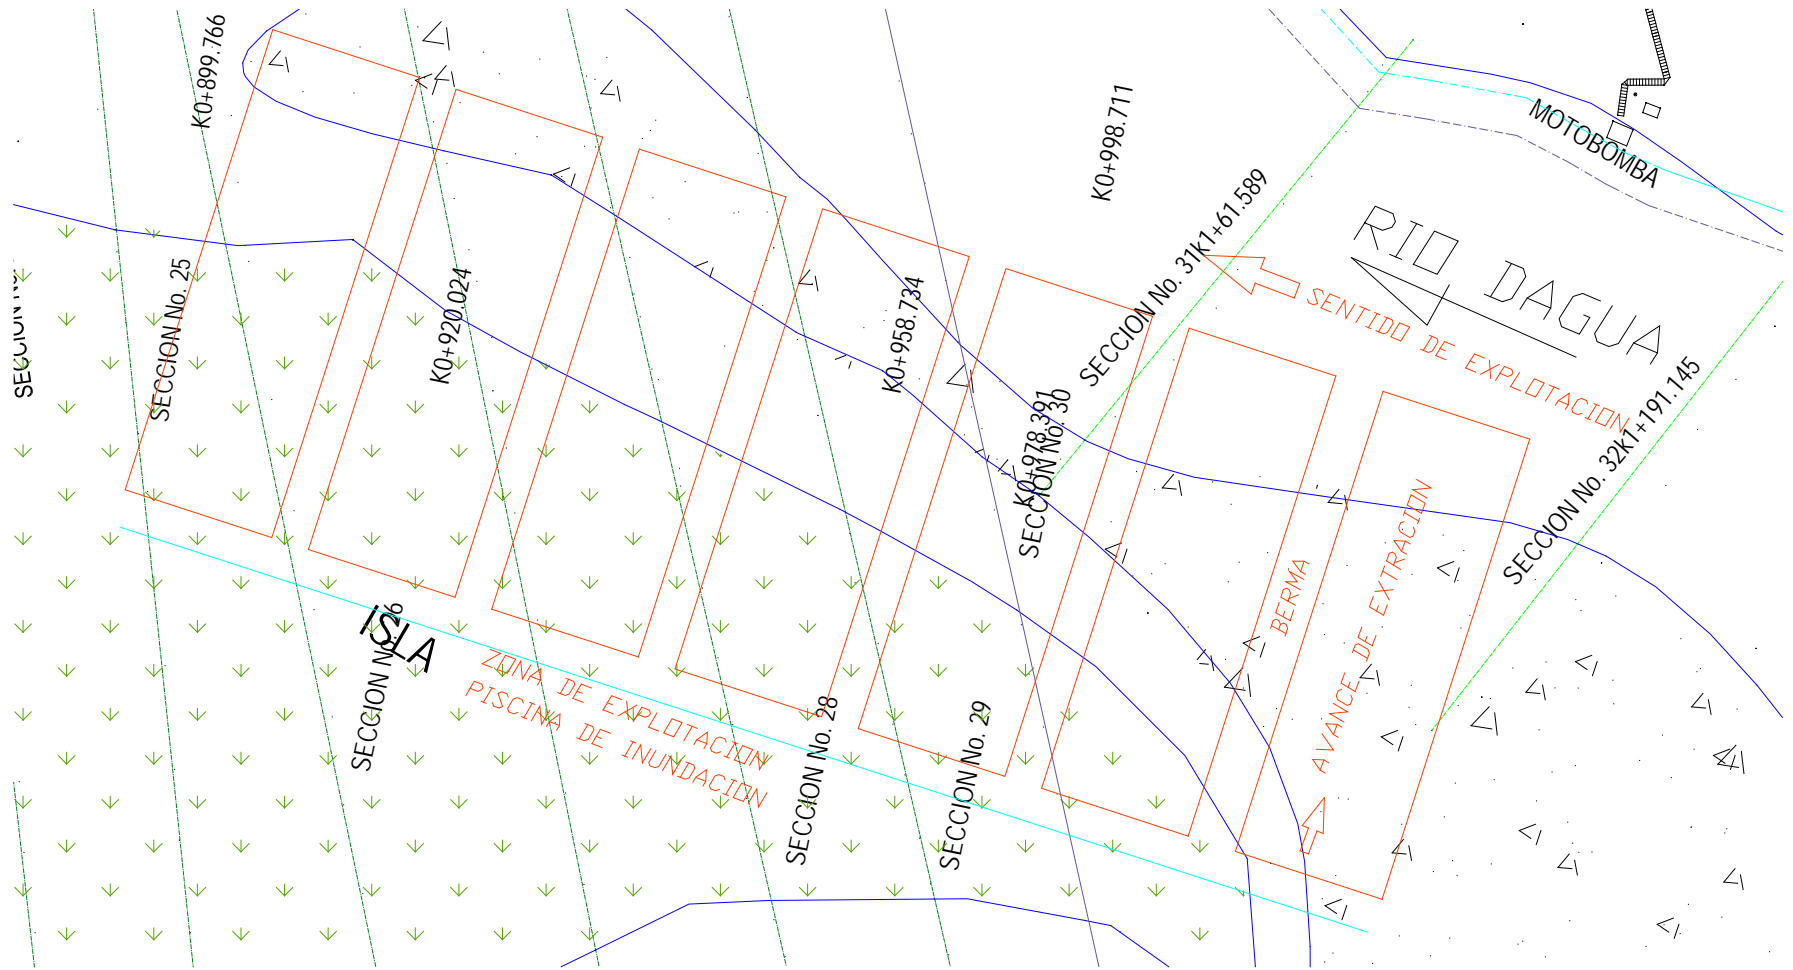 K0+899.766
K0+998.711
MOTOBOMBA
SECCION No. 31k1+61.589
RIO DAGUA
SENTIDO DE EXPLOTACION
SECCION No. 25
K0+920.024
K0+958.734
K0+978.391
SECCION No. 30
SECCION No. 32k1+191.145
AVANCE DE EXTRACION
BERMA
ISLA
ZONA DE EXPLOTACION
PISCINA DE INUNDACION
SECCION No. 28
SECCION No. 29